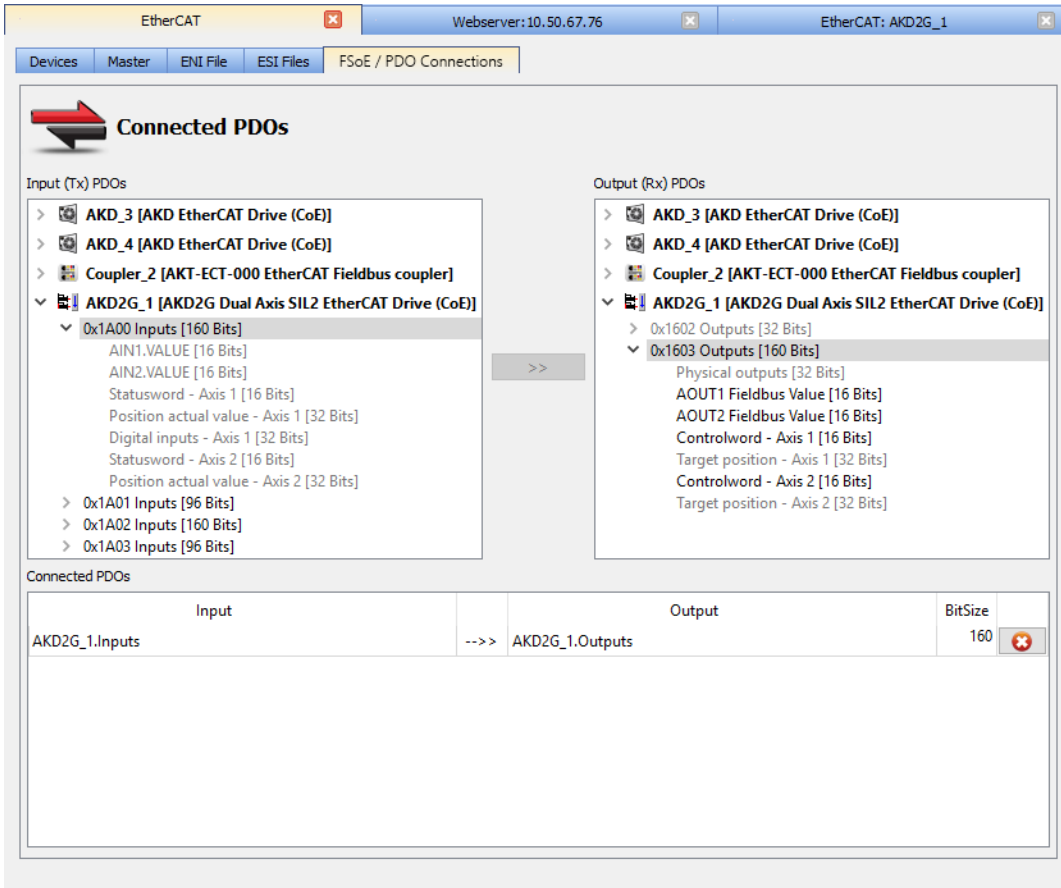 EtherCAT
Webserver:10.50.67.76
EtherCAT: AKD2G_1
Devices
Master
ENI File
ESI Files
FSoE / PDO Connections
Connected PDOs
Input (Tx) PDOs
AKD_3 [AKD EtherCAT Drive (CoE)]
AKD_4 [AKD EtherCAT Drive (CoE)]
Coupler_2 [AKT-ECT-000 EtherCAT Fieldbus coupler]
AKD2G_1 [AKD2G Dual Axis SIL2 EtherCAT Drive (CoE)]
0x1A00 Inputs [160 Bits]
AIN1.VALUE [16 Bits]
AIN2.VALUE [16 Bits]
Statusword - Axis 1 [16 Bits]
Position actual value - Axis 1 [32 Bits]
Digital inputs - Axis 1 [32 Bits]
Statusword - Axis 2 [16 Bits]
Position actual value - Axis 2 [32 Bits]
0x1A01 Inputs [96 Bits]
0x1A02 Inputs [160 Bits]
0x1A03 Inputs [96 Bits]
>>
Output (Rx) PDOs
AKD_3 [AKD EtherCAT Drive (CoE)]
AKD_4 [AKD EtherCAT Drive (CoE)]
Coupler_2 [AKT-ECT-000 EtherCAT Fieldbus coupler]
AKD2G_1 [AKD2G Dual Axis SIL2 EtherCAT Drive (CoE)]
0x1602 Outputs [32 Bits]
0x1603 Outputs [160 Bits]
Physical outputs [32 Bits]
AOUT1 Fieldbus Value [16 Bits]
AOUT2 Fieldbus Value [16 Bits]
Controlword - Axis 1 [16 Bits]
Target position - Axis 1 [32 Bits]
Controlword - Axis 2 [16 Bits]
Target position - Axis 2 [32 Bits]
Connected PDOs
Input Output BitSize
AKD2G_1.Inputs -->> AKD2G_1.Outputs 160